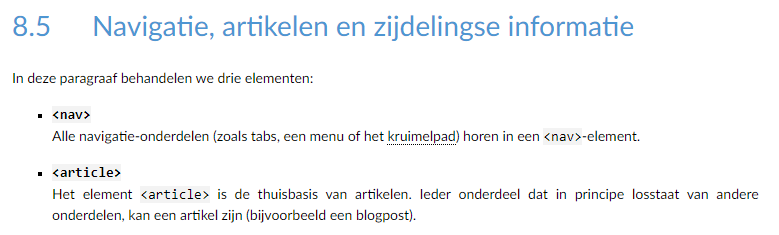 8.5 Navigatie, artikelen en zijdelingse informatie
In deze paragraaf behandelen we drie elementen:
▪ <nav>
Alle navigatie-onderdelen (zoals tabs, een menu of het kruimelpad) horen in een <nav>-element.
▪ <article>
Het element <article> is de thuisbasis van artikelen. Ieder onderdeel dat in principe losstaat van andere
onderdelen, kan een artikel zijn (bijvoorbeeld een blogpost).